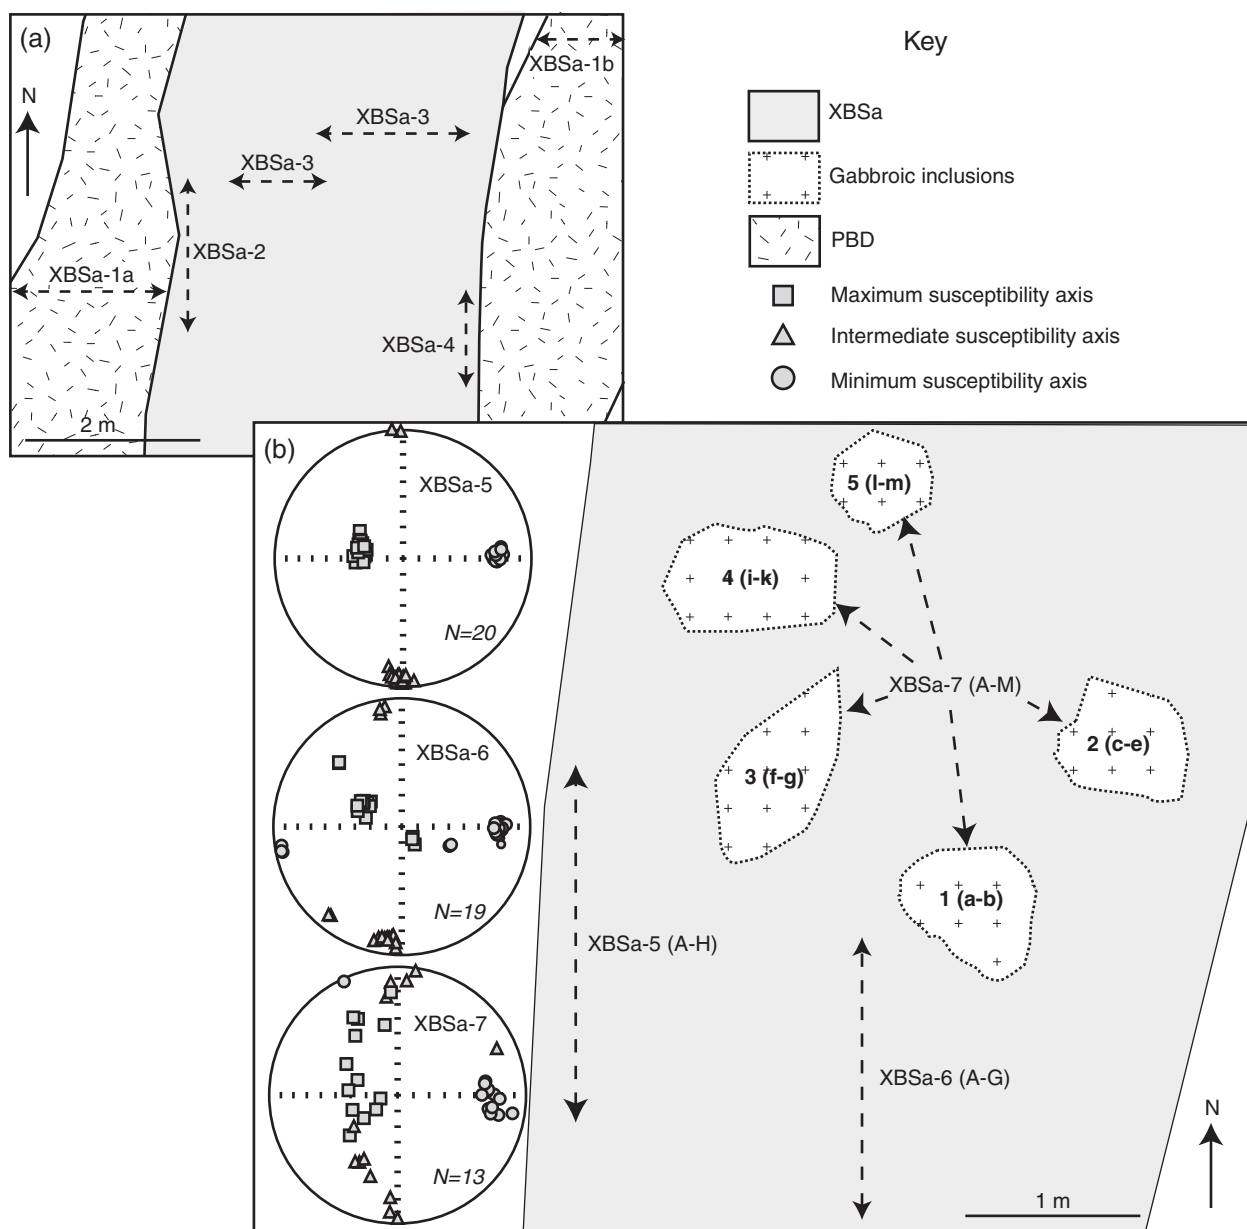 (a)
N
XBSa-1b
XBSa-3
XBSa-3
XBSa-2
XBSa-1a
XBSa-4
2 m
Key
XBSa
Gabbroic inclusions
PBD
Maximum susceptibility axis
Intermediate susceptibility axis
Minimum susceptibility axis
(b)
XBSa-5
N=20
XBSa-6
N=19
XBSa-7
N=13
5 (l-m)
4 (i-k)
XBSa-7 (A-M)
2 (c-e)
3 (f-g)
1 (a-b)
XBSa-5 (A-H)
XBSa-6 (A-G)
N
1 m